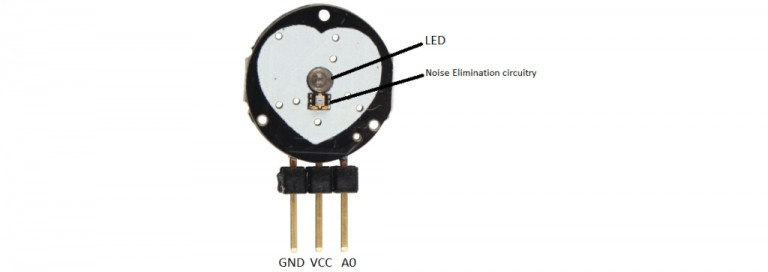 LED
Noise Elimination circuitry
GND VCC A0